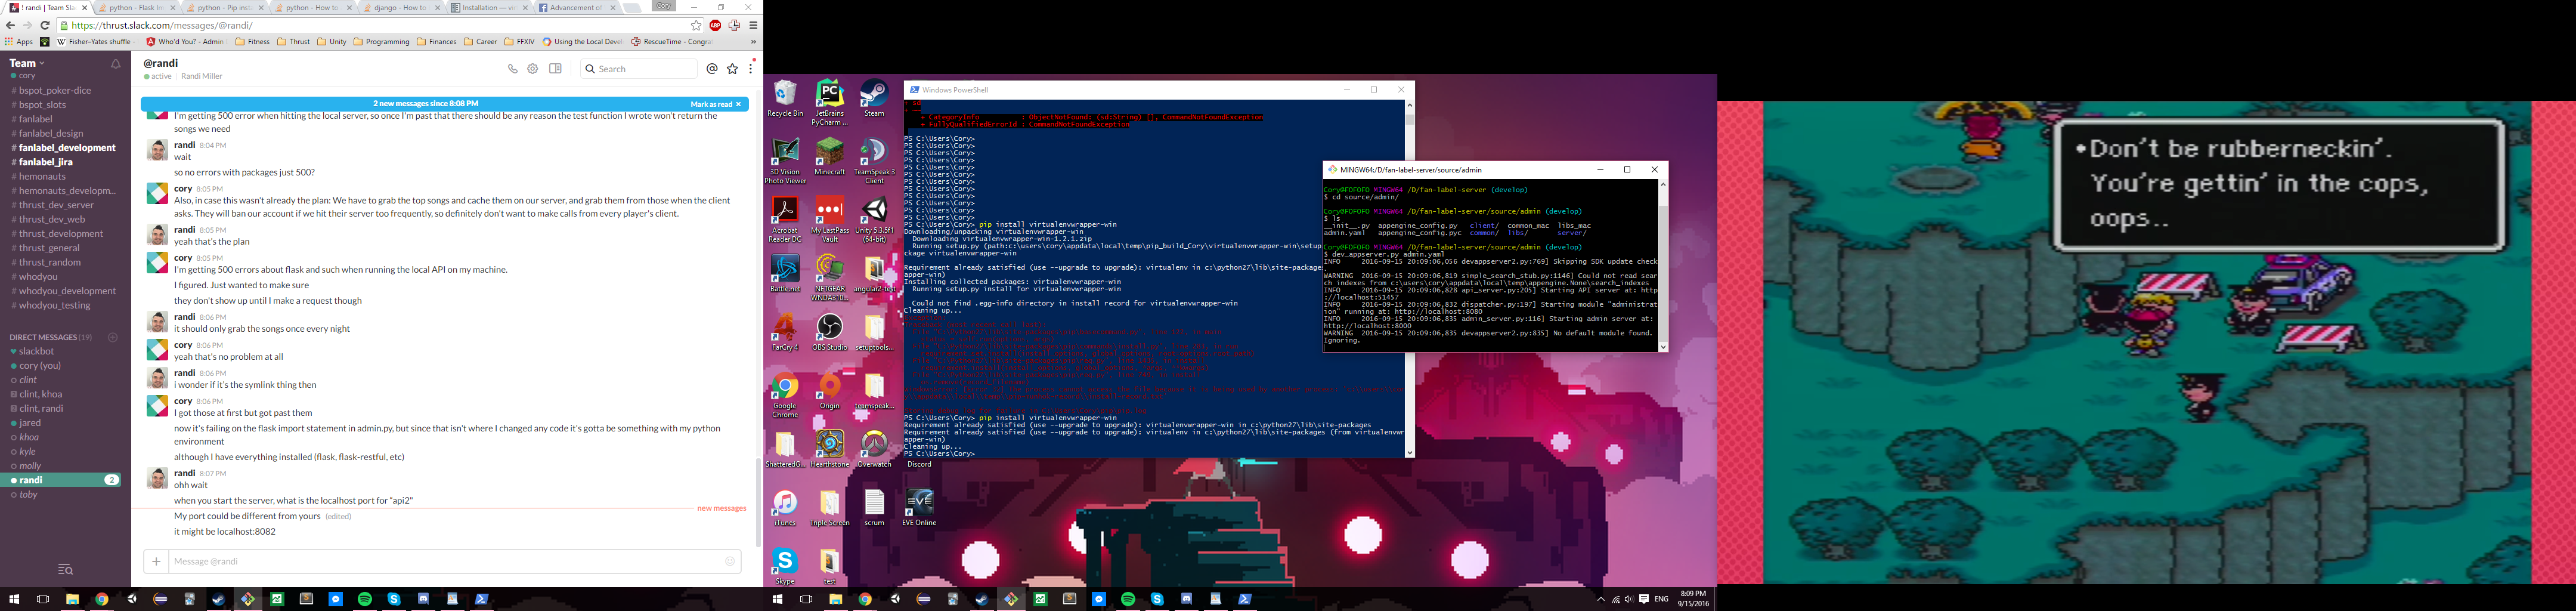 ! randi | Team Sla
python - Flask Im
python - Pip insta
python - How to
django - How to
Installation — vi
Advancement of
Cory
https://thrust.slack.com/messages/@randi/
Apps
Fisher–Yates shuffle -
Who'd You? - Admin
Fitness
Thrust
Unity
Programming
Finances
Career
FFXIV
Using the Local Devel
RescueTime - Congra
Team
cory
# bspot_poker-dice
# bspot_slots
# fanlabel
# fanlabel_design
# fanlabel_development
# fanlabel_jira
# hemonauts
# hemonauts_developm...
# thrust_dev_server
# thrust_dev_web
# thrust_development
# thrust_general
# thrust_random
# whodyou
# whodyou_development
# whodyou_testing
DIRECT MESSAGES (19)
slackbot
cory (you)
clint
clint, khoa
clint, randi
jared
khoa
kyle
molly
randi 2
toby
@randi
active | Randi Miller
Search
2 new messages since 8:08 PM
Mark as read
I'm getting 500 error when hitting the local server, so once I'm past that there should be any reason the test function I wrote won't return the
songs we need
randi 8:04 PM
wait
so no errors with packages just 500?
cory 8:05 PM
Also, in case this wasn't already the plan: We have to grab the top songs and cache them on our server, and grab them from those when the client
asks. They will ban our account if we hit their server too frequently, so definitely don't want to make calls from every player's client.
randi 8:05 PM
yeah that's the plan
cory 8:05 PM
I'm getting 500 errors about flask and such when running the local API on my machine.
I figured. Just wanted to make sure
they don't show up until I make a request though
randi 8:06 PM
it should only grab the songs once every night
cory 8:06 PM
yeah that's no problem at all
randi 8:06 PM
i wonder if it's the symlink thing then
cory 8:06 PM
I got those at first but got past them
now it's failing on the flask import statement in admin.py, but since that isn't where I changed any code it's gotta be something with my python
environment
although I have everything installed (flask, flask-restful, etc)
randi 8:07 PM
ohh wait
when you start the server, what is the localhost port for "api2"
new messages
My port could be different from yours (edited)
it might be localhost:8082
Message @randi
Recycle Bin
JetBrains
PyCharm ...
Steam
3D Vision
Photo Viewer
Minecraft
TeamSpeak 3
Client
Acrobat
Reader DC
My LastPass
Vault
Unity 5.3.5f1
(64-bit)
Battle.net
NETGEAR
WNDA310...
angular2-test
FarCry 4
OBS Studio
setuptools-...
Google
Chrome
Origin
teamspeak...
ShatteredG...
Hearthstone
Overwatch
Discord
iTunes
Triple Screen
scrum
EVE Online
Skype
test
Windows PowerShell
+ sd
+ ~~
+ CategoryInfo : ObjectNotFound: (sd:String) [], CommandNotFoundException
+ FullyQualifiedErrorId : CommandNotFoundException
PS C:\Users\Cory>
PS C:\Users\Cory>
PS C:\Users\Cory>
PS C:\Users\Cory>
PS C:\Users\Cory>
PS C:\Users\Cory>
PS C:\Users\Cory>
PS C:\Users\Cory>
PS C:\Users\Cory>
PS C:\Users\Cory>
PS C:\Users\Cory>
PS C:\Users\Cory>
PS C:\Users\Cory> pip install virtualenvwrapper-win
Downloading/unpacking virtualenvwrapper-win
Downloading virtualenvwrapper-win-1.2.1.zip
Running setup.py (path:c:\users\cory\appdata\local\temp\pip_build_Cory\virtualenvwrapper-win\setup
ckage virtualenvwrapper-win
Requirement already satisfied (use --upgrade to upgrade): virtualenv in c:\python27\lib\site-package
apper-win)
Installing collected packages: virtualenvwrapper-win
Running setup.py install for virtualenvwrapper-win
Could not find .egg-info directory in install record for virtualenvwrapper-win
Cleaning up...
PS C:\Users\Cory> pip install virtualenvwrapper-win
Requirement already satisfied (use --upgrade to upgrade): virtualenvwrapper-win in c:\python27\lib\site-packages
Requirement already satisfied (use --upgrade to upgrade): virtualenv in c:\python27\lib\site-packages (from virtualenvwr
apper-win)
Cleaning up...
PS C:\Users\Cory>
MINGW64:/D/fan-label-server/source/admin
Cory@FOFOFO MINGW64 /D/fan-label-server (develop)
$ cd source/admin/
Cory@FOFOFO MINGW64 /D/fan-label-server/source/admin (develop)
$ ls
__init__.py appengine_config.py client/ common_mac libs_mac
admin.yaml appengine_config.pyc common/ libs/ server/
Cory@FOFOFO MINGW64 /D/fan-label-server/source/admin (develop)
$ dev_appserver.py admin.yaml
INFO 2016-09-15 20:09:06,056 devappserver2.py:769] Skipping SDK update check
.
WARNING 2016-09-15 20:09:06,819 simple_search_stub.py:1146] Could not read sear
ch indexes from c:\users\cory\appdata\local\temp\appengine.None\search_indexes
INFO 2016-09-15 20:09:06,828 api_server.py:205] Starting API server at: http
://localhost:51457
INFO 2016-09-15 20:09:06,832 dispatcher.py:197] Starting module "administrat
ion" running at: http://localhost:8080
INFO 2016-09-15 20:09:06,835 admin_server.py:116] Starting admin server at:
http://localhost:8000
WARNING 2016-09-15 20:09:06,835 devappserver2.py:835] No default module found.
Ignoring.
ENG
8:09 PM
9/15/2016
•Don't be rubberneckin'.
You're gettin' in the cops,
oops..